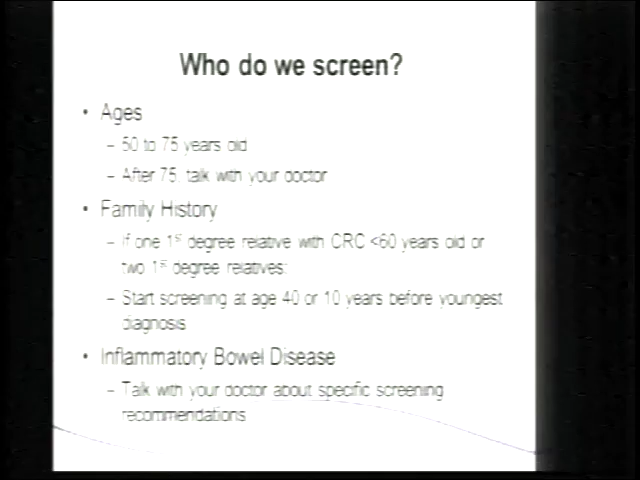 Who do we screen?
• Ages
– 50 to 75 years old
– After 75, talk with your doctor
• Family History
– If one 1st degree relative with CRC <60 years old or
two 1st degree relatives:
– Start screening at age 40 or 10 years before youngest
diagnosis
• Inflammatory Bowel Disease
– Talk with your doctor about specific screening
recommendations